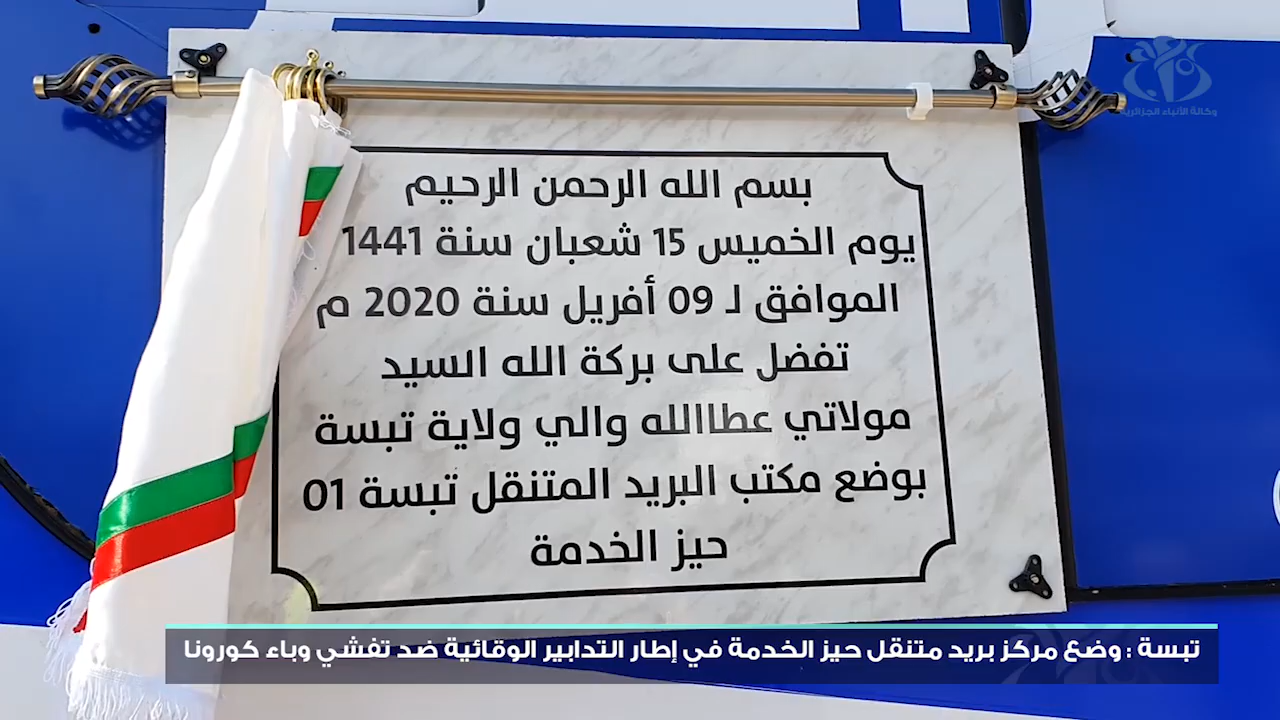 وكالة الأنباء الجزائرية
بسم الله الرحمن الرحيم
يوم الخميس 15 شعبان سنة 1441
الموافق لـ 09 أفريل سنة 2020 م
تفضل على بركة الله السيد
مولاتي عطاالله والي ولاية تبسة
بوضع مكتب البريد المتنقل تبسة 01
حيز الخدمة
تبسة : وضع مركز بريد متنقل حيز الخدمة في إطار التدابير الوقائية ضد تفشي وباء كورونا